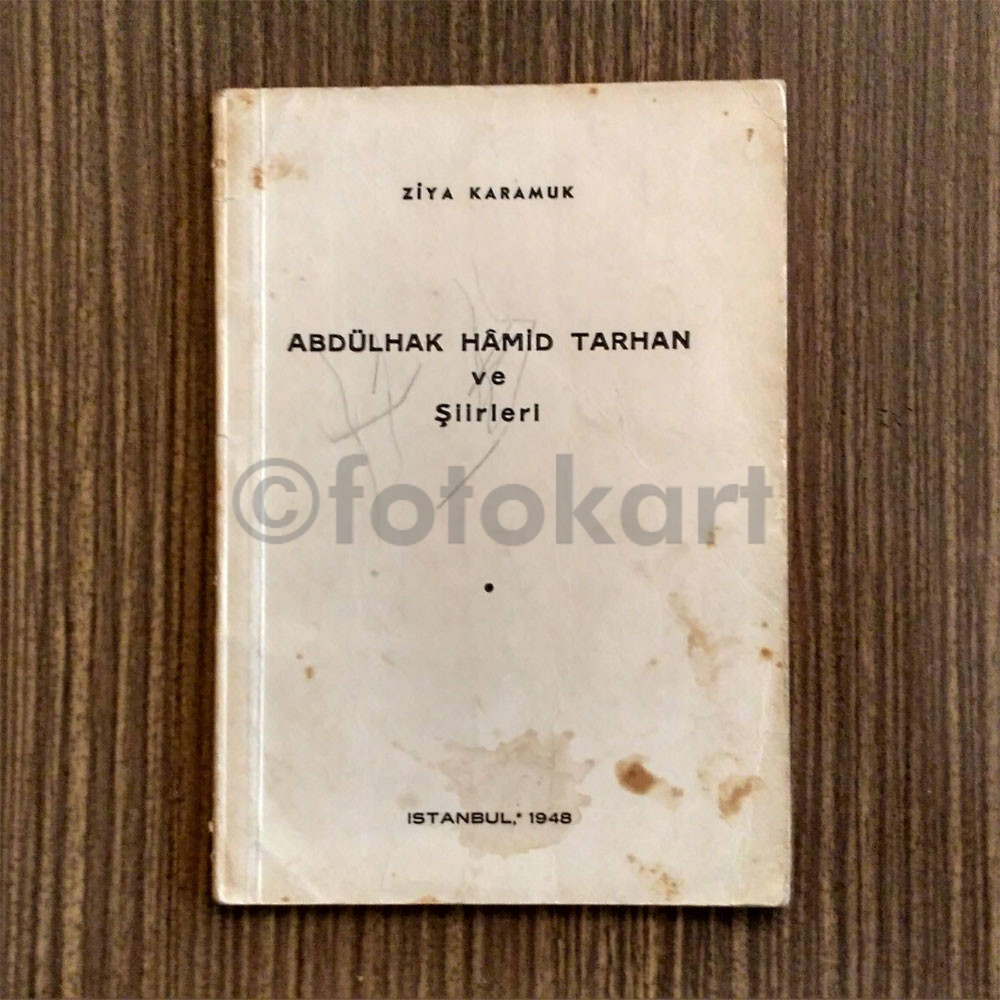 ZİYA KARAMUK
ABDÜLHAK HÂMİD TARHAN
ve
Şiirleri
©fotokart
ISTANBUL, 1948